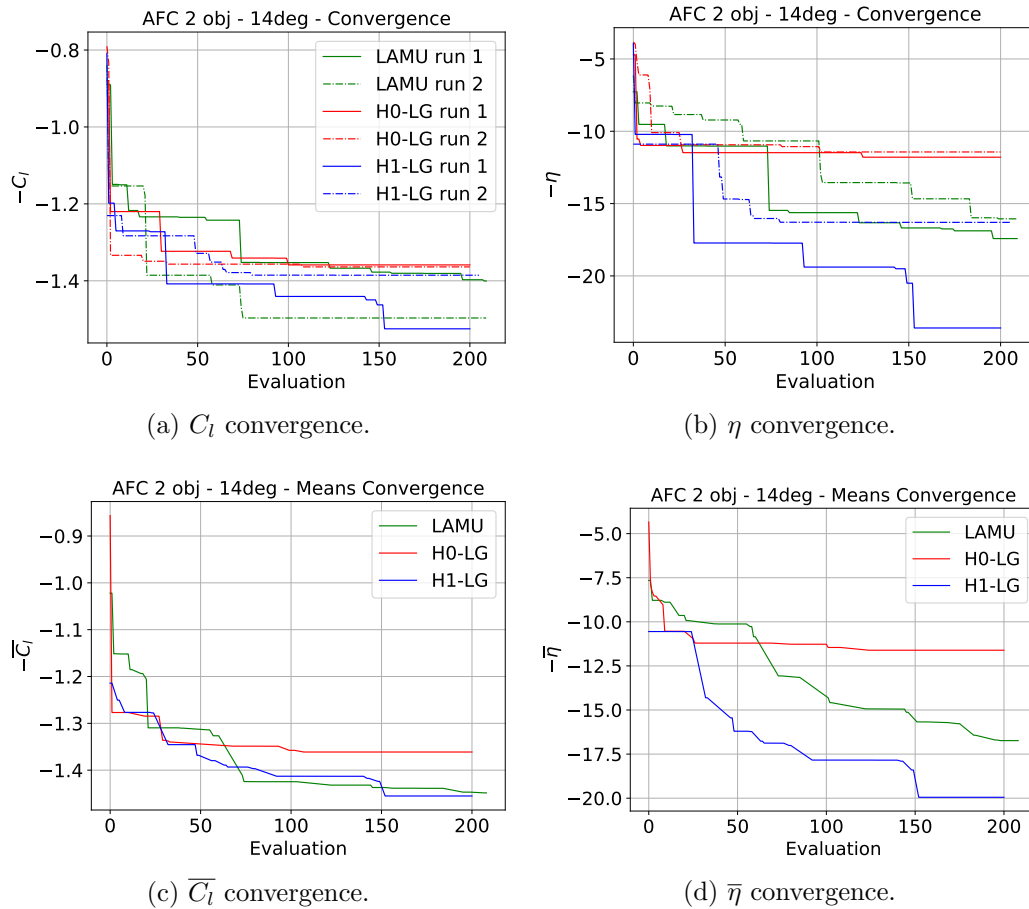 AFC 2 obj - 14deg - Convergence
−0.8
−1.0
−1.2
−1.4
−C_l
0
50
100
150
200
Evaluation
LAMU run 1
LAMU run 2
H0-LG run 1
H0-LG run 2
H1-LG run 1
H1-LG run 2
(a) C_l convergence.
AFC 2 obj - 14deg - Convergence
−5
−10
−15
−20
−η
0
50
100
150
200
Evaluation
(b) η convergence.
AFC 2 obj - 14deg - Means Convergence
−0.9
−1.0
−1.1
−1.2
−1.3
−1.4
−\overline{C}_l
0
50
100
150
200
Evaluation
LAMU
H0-LG
H1-LG
(c) \overline{C_l} convergence.
AFC 2 obj - 14deg - Means Convergence
−5.0
−7.5
−10.0
−12.5
−15.0
−17.5
−20.0
−\overline{η}
0
50
100
150
200
Evaluation
LAMU
H0-LG
H1-LG
(d) \overline{η} convergence.